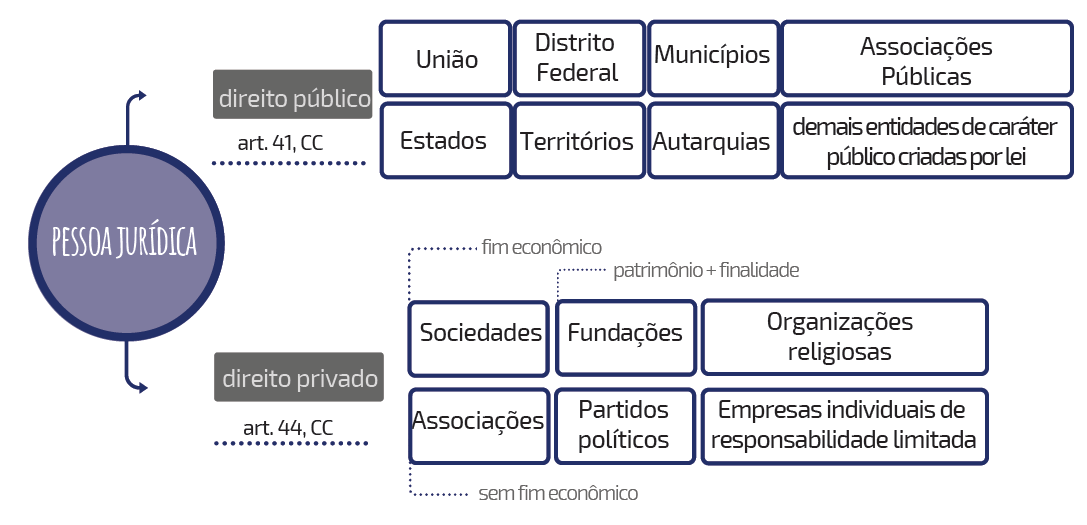 PESSOA JURÍDICA
direito público
art. 41, CC
União
Distrito
Federal
Municípios
Associações
Públicas
Estados
Territórios
Autarquias
demais entidades de caráter
público criadas por lei
direito privado
art. 44, CC
fim econômico
patrimônio + finalidade
Sociedades
Fundações
Organizações
religiosas
Associações
Partidos
políticos
Empresas individuais de
responsabilidade limitada
sem fim econômico